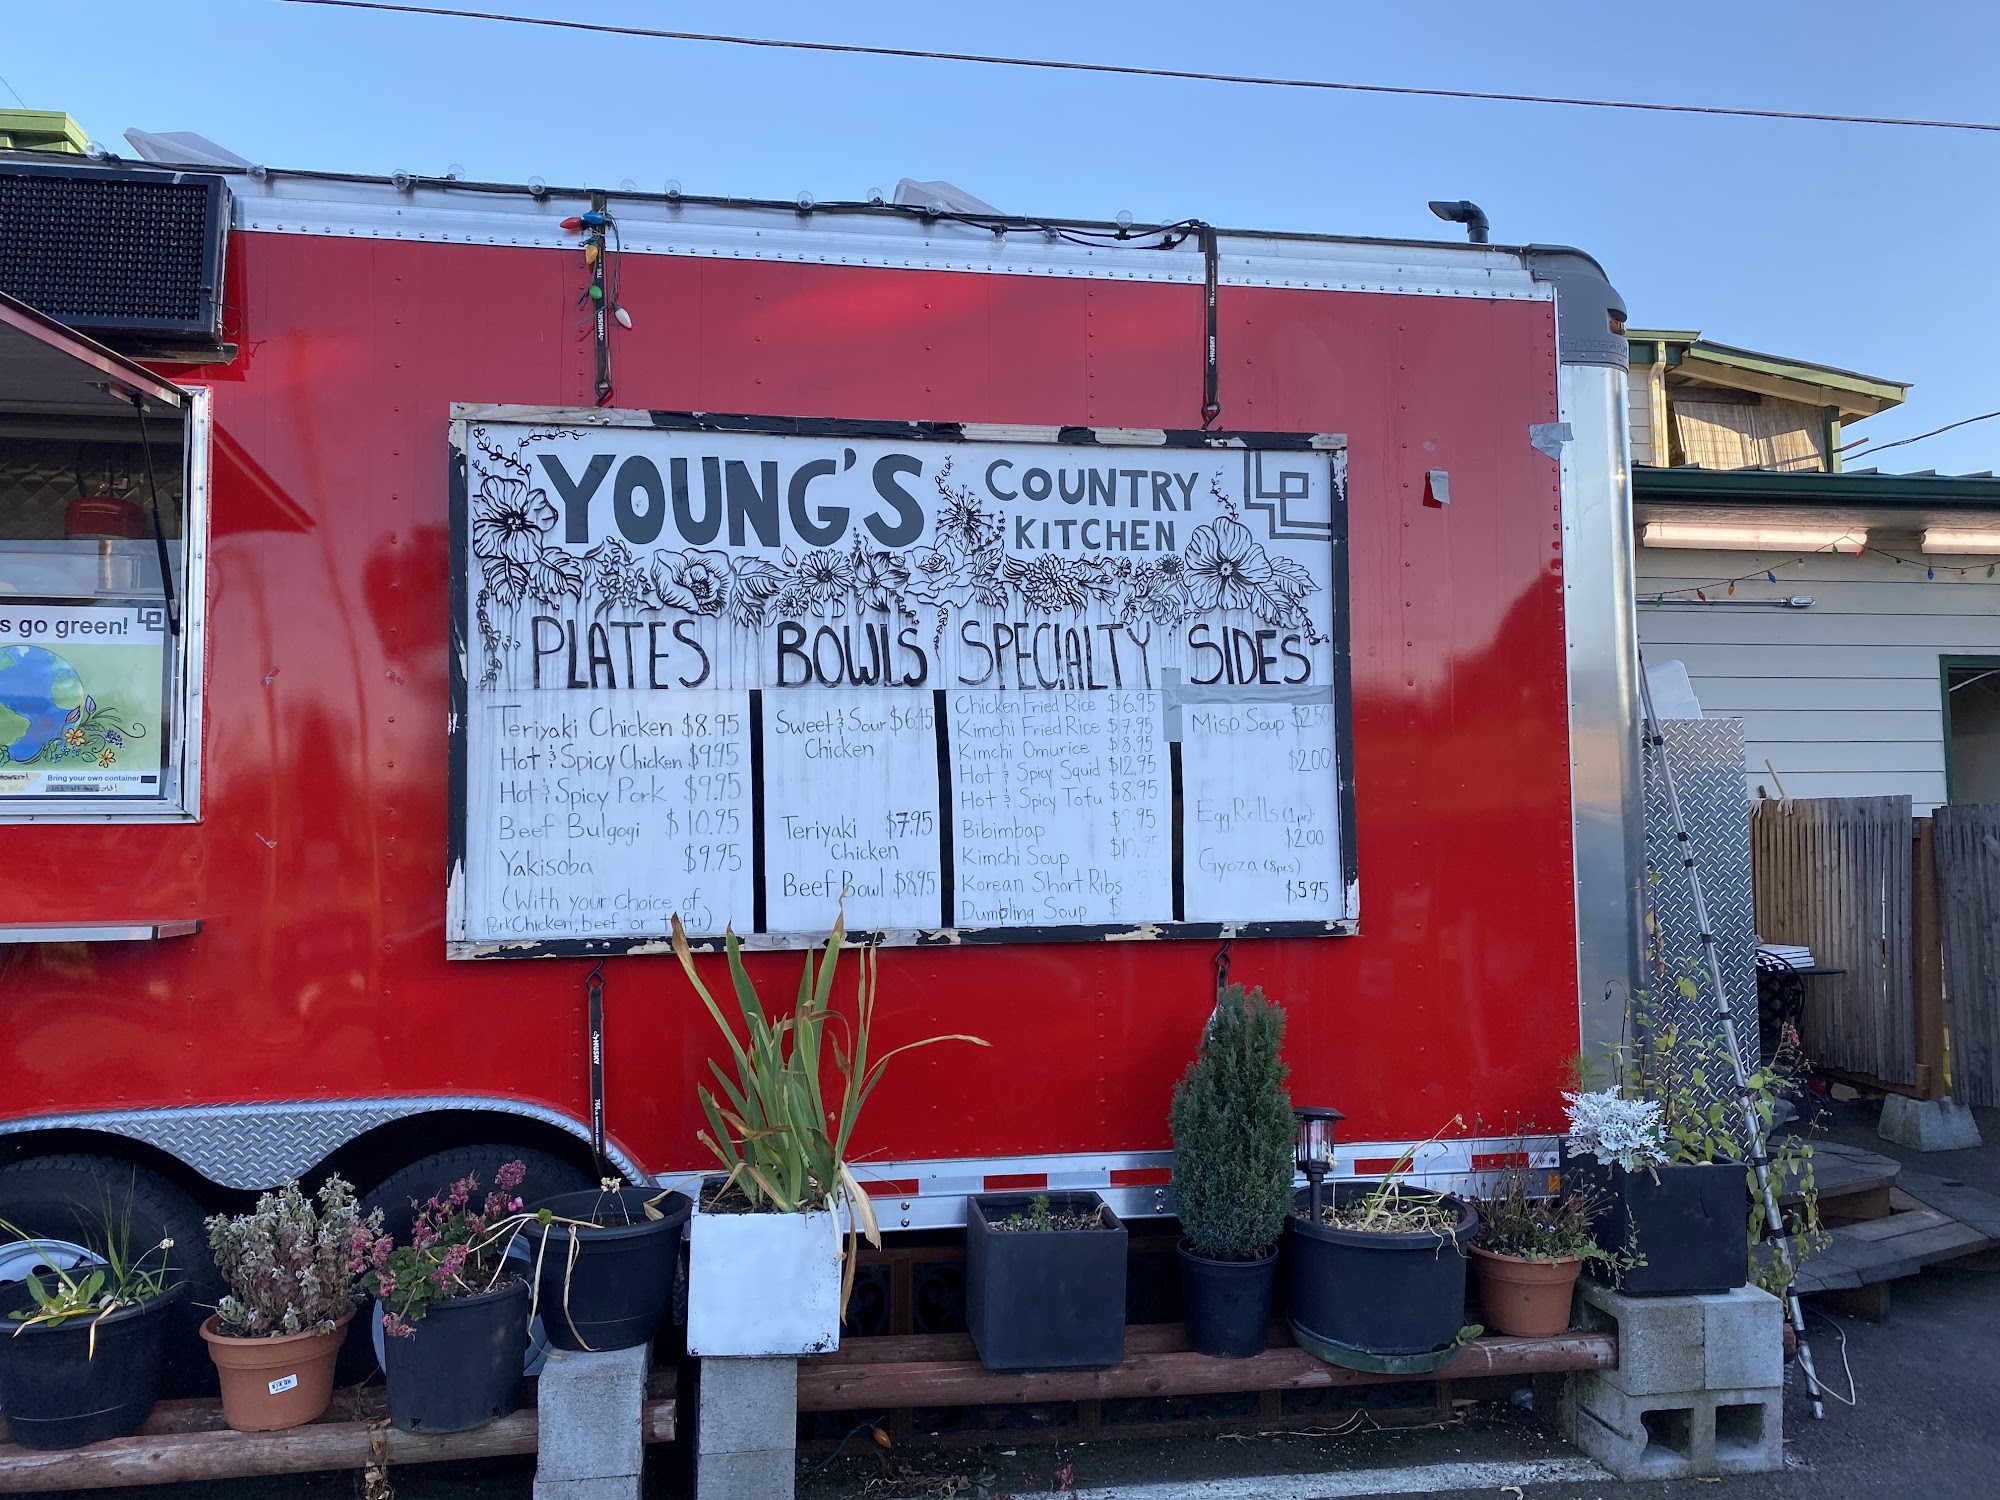 YOUNG'S COUNTRY KITCHEN
PLATES
Teriyaki Chicken $8.95
Hot & Spicy Chicken $9.95
Hot & Spicy Pork $9.95
Beef Bulgogi $10.95
Yakisoba $9.95
(With your choice of
Pork, Chicken, beef or tofu)
BOWLS
Sweet & Sour $6.45
Chicken
Teriyaki $7.95
Chicken
Beef Bowl $8.95
SPECIALTY
Chicken Fried Rice $6.95
Kimchi Fried Rice $7.95
Kimchi Omurice $8.95
Hot & Spicy Squid $12.95
Hot & Spicy Tofu $8.95
Bibimbap
Kimchi Soup
Korean Short Ribs
Dumpling Soup $
SIDES
Miso Soup $2.50
$2.00
Egg Rolls (1pc)
$2.00
Gyoza (8pcs)
$5.95
s go green!
Bring your own container
HUSKY
HUSKY
HUSKY